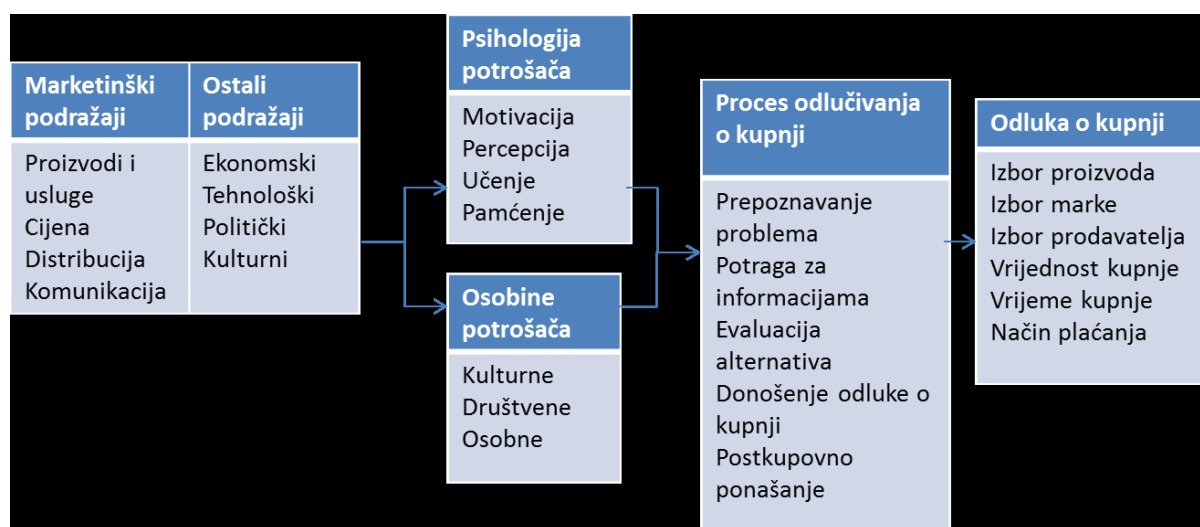 Marketinški
podražaji
Proizvodi i
usluge
Cijena
Distribucija
Komunikacija
Ostali
podražaji
Ekonomski
Tehnološki
Politički
Kulturni
Psihologija
potrošača
Motivacija
Percepcija
Učenje
Pamćenje
Osobine
potrošača
Kulturne
Društvene
Osobne
Proces odlučivanja
o kupnji
Prepoznavanje
problema
Potraga za
informacijama
Evaluacija
alternativa
Donošenje odluke o
kupnji
Postkupovno
ponašanje
Odluka o kupnji
Izbor proizvoda
Izbor marke
Izbor prodavatelja
Vrijednost kupnje
Vrijeme kupnje
Način plaćanja